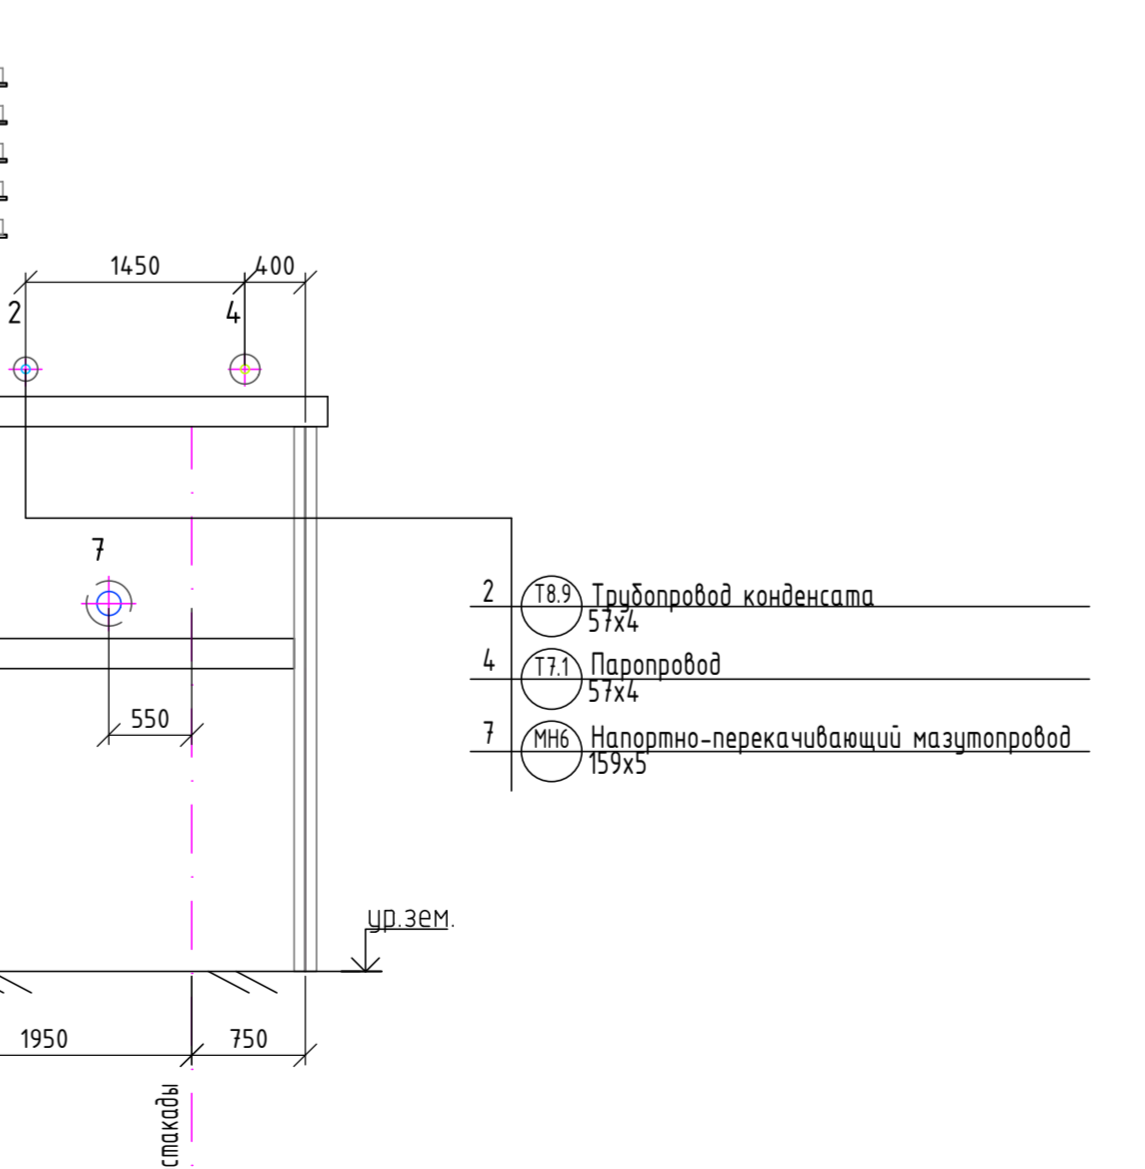 1450
400
2
4
7
2 Т8.9 Трубопровод конденсата
57х4
4 Т7.1 Паропровод
57х4
7 МН6 Напортно-перекачивающий мазутопровод
159х5
550
ур.зем.
1950
750
стакады